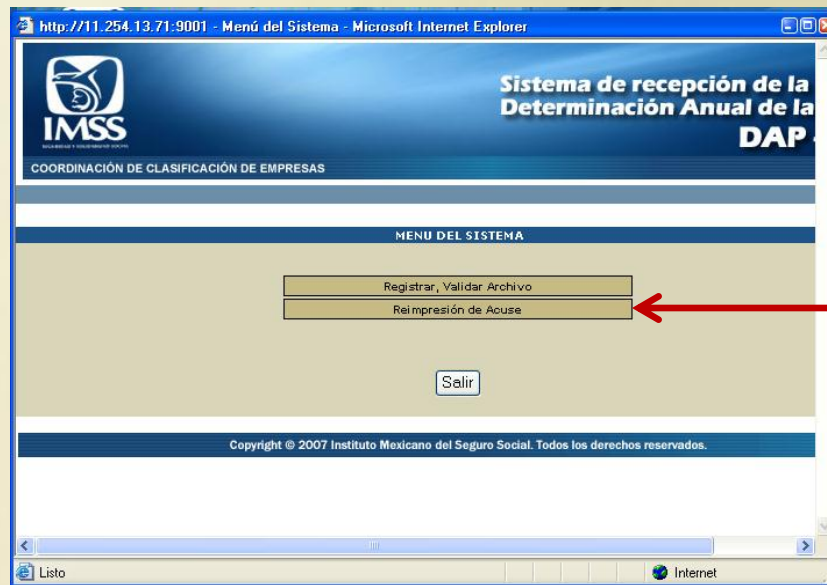 http://11.254.13.71:9001 - Menú del Sistema - Microsoft Internet Explorer
IMSS
Sistema de recepción de la
Determinación Anual de la
DAP
COORDINACIÓN DE CLASIFICACIÓN DE EMPRESAS
MENU DEL SISTEMA
Registrar, Validar Archivo
Reimpresión de Acuse
Salir
Copyright © 2007 Instituto Mexicano del Seguro Social. Todos los derechos reservados.
Listo
Internet